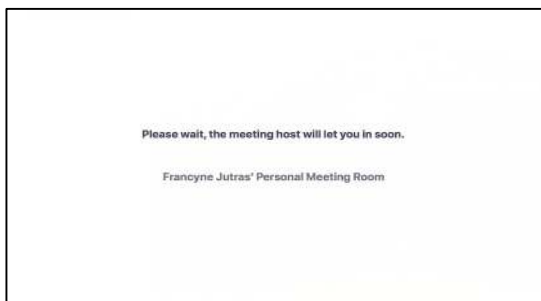 Please wait, the meeting host will let you in soon.
Francyne Jutras' Personal Meeting Room